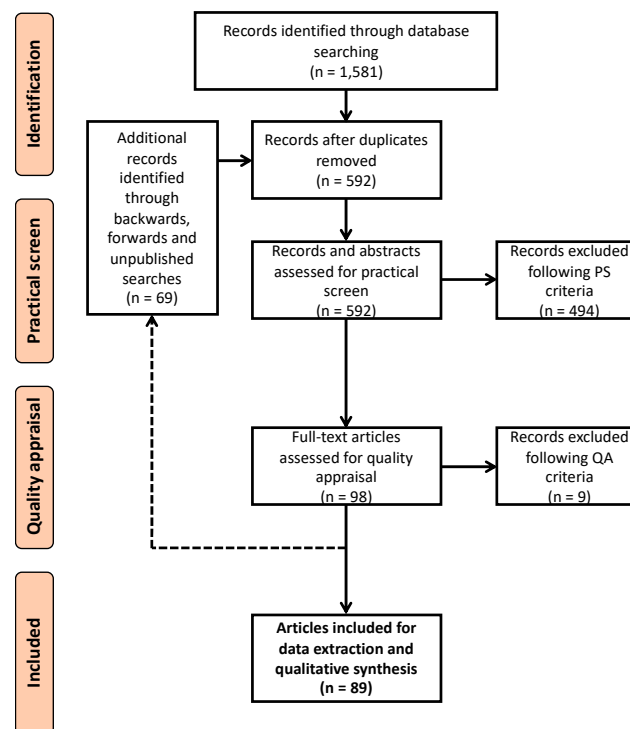 Identification
Records identified through database
searching
(n = 1,581)
Additional
records
identified
through
backwards,
forwards and
unpublished
searches
(n = 69)
Records after duplicates
removed
(n = 592)
Practical screen
Records and abstracts
assessed for practical
screen
(n = 592)
Records excluded
following PS
criteria
(n = 494)
Quality appraisal
Full-text articles
assessed for quality
appraisal
(n = 98)
Records excluded
following QA
criteria
(n = 9)
Included
Articles included for
data extraction and
qualitative synthesis
(n = 89)